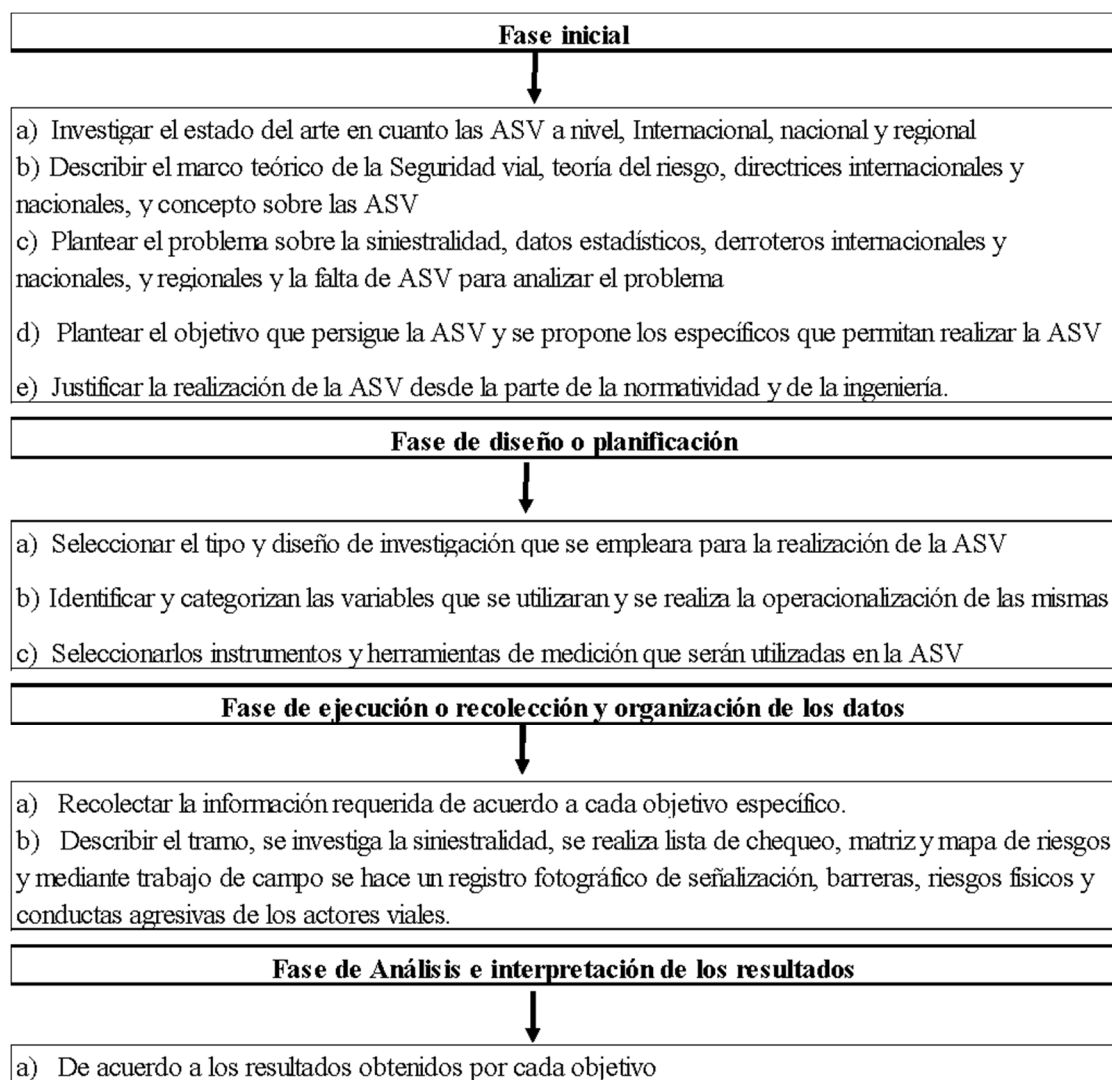 Fase inicial
a) Investigar el estado del arte en cuanto las ASV a nivel, Internacional, nacional y regional
b) Describir el marco teórico de la Seguridad vial, teoría del riesgo, directrices internacionales y
nacionales, y concepto sobre las ASV
c) Plantear el problema sobre la siniestralidad, datos estadísticos, derroteros internacionales y
nacionales, y regionales y la falta de ASV para analizar el problema
d) Plantear el objetivo que persigue la ASV y se propone los específicos que permitan realizar la ASV
e) Justificar la realización de la ASV desde la parte de la normatividad y de la ingeniería.
Fase de diseño o planificación
a) Seleccionar el tipo y diseño de investigación que se empleara para la realización de la ASV
b) Identificar y categorizan las variables que se utilizaran y se realiza la operacionalización de las mismas
c) Seleccionarlos instrumentos y herramientas de medición que serán utilizadas en la ASV
Fase de ejecución o recolección y organización de los datos
a) Recolectar la información requerida de acuerdo a cada objetivo específico.
b) Describir el tramo, se investiga la siniestralidad, se realiza lista de chequeo, matriz y mapa de riesgos
y mediante trabajo de campo se hace un registro fotográfico de señalización, barreras, riesgos físicos y
conductas agresivas de los actores viales.
Fase de Análisis e interpretación de los resultados
a) De acuerdo a los resultados obtenidos por cada objetivo